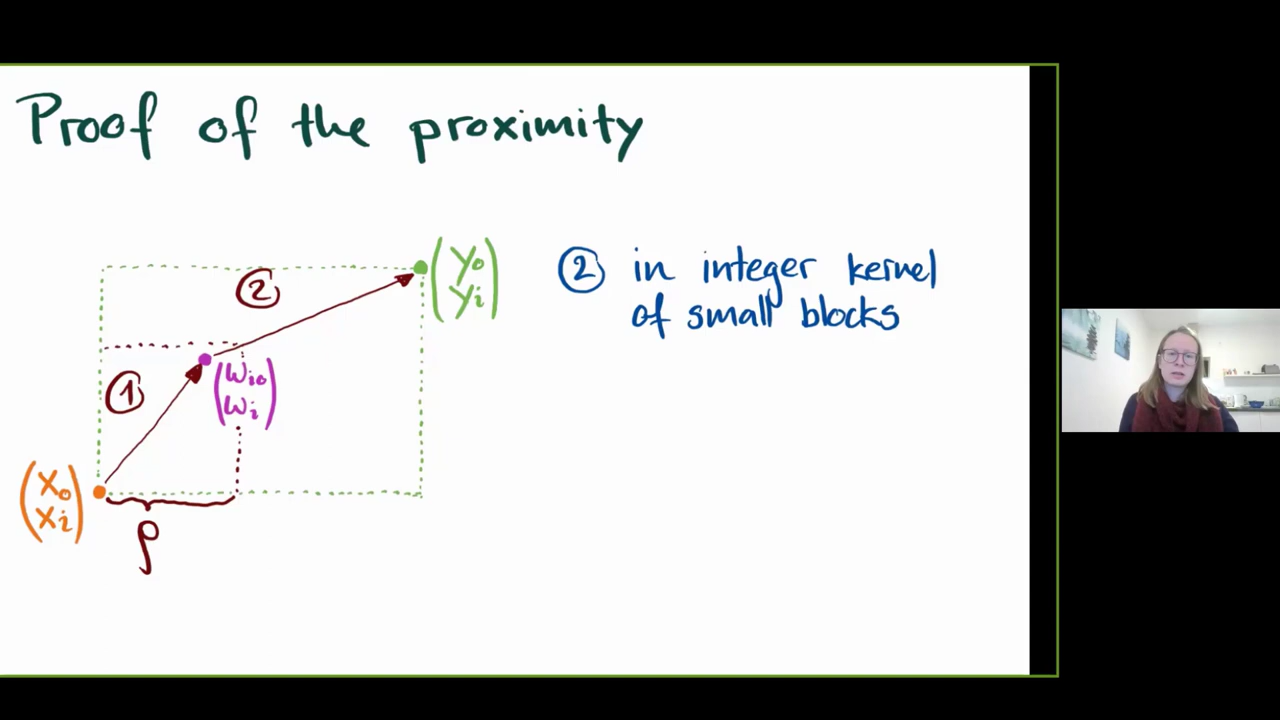 Proof of the proximity
② in integer kernel
of small blocks
②
(y₀
yᵢ)
①
(wᵢ₀
wᵢ)
(x₀
xᵢ)
ρ